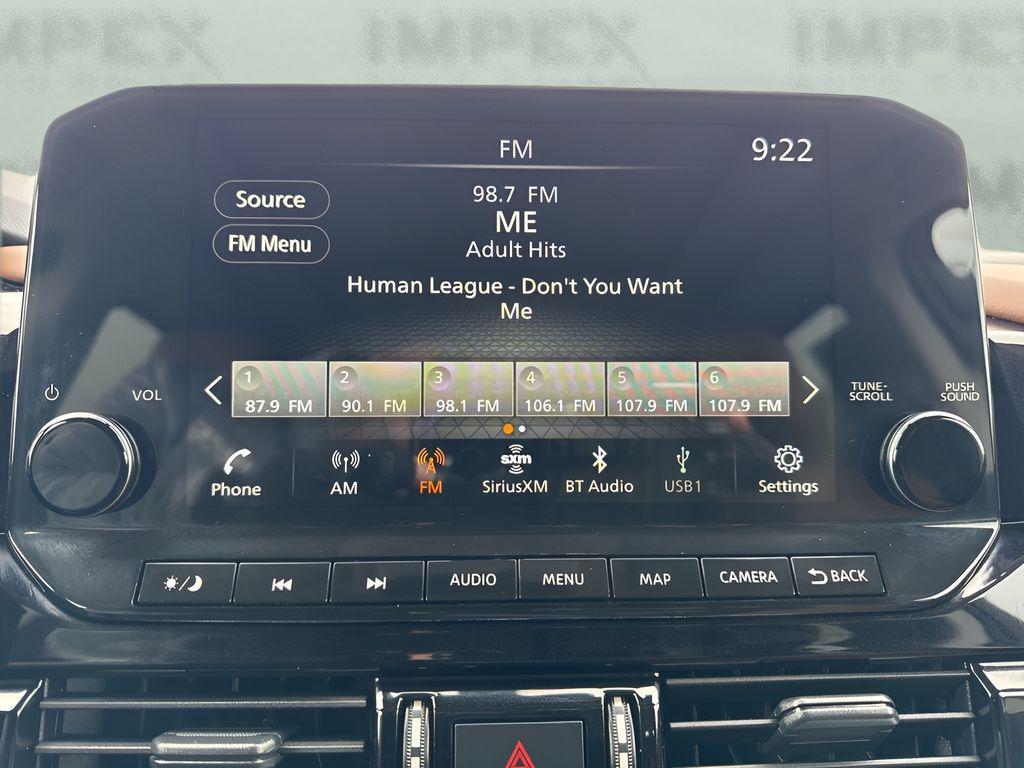 IMPEX
IMPEX
IMPEX
FM
9:22
98.7 FM
Source
ME
FM Menu
Adult Hits
Human League - Don't You Want
Me
1
2
3
4
5
6
87.9 FM
90.1 FM
98.1 FM
106.1 FM
107.9 FM
107.9 FM
VOL
TUNE-
SCROLL
PUSH
SOUND
sxm
Phone
AM
FM
SiriusXM
BT Audio
USB1
Settings
AUDIO
MENU
MAP
CAMERA
BACK